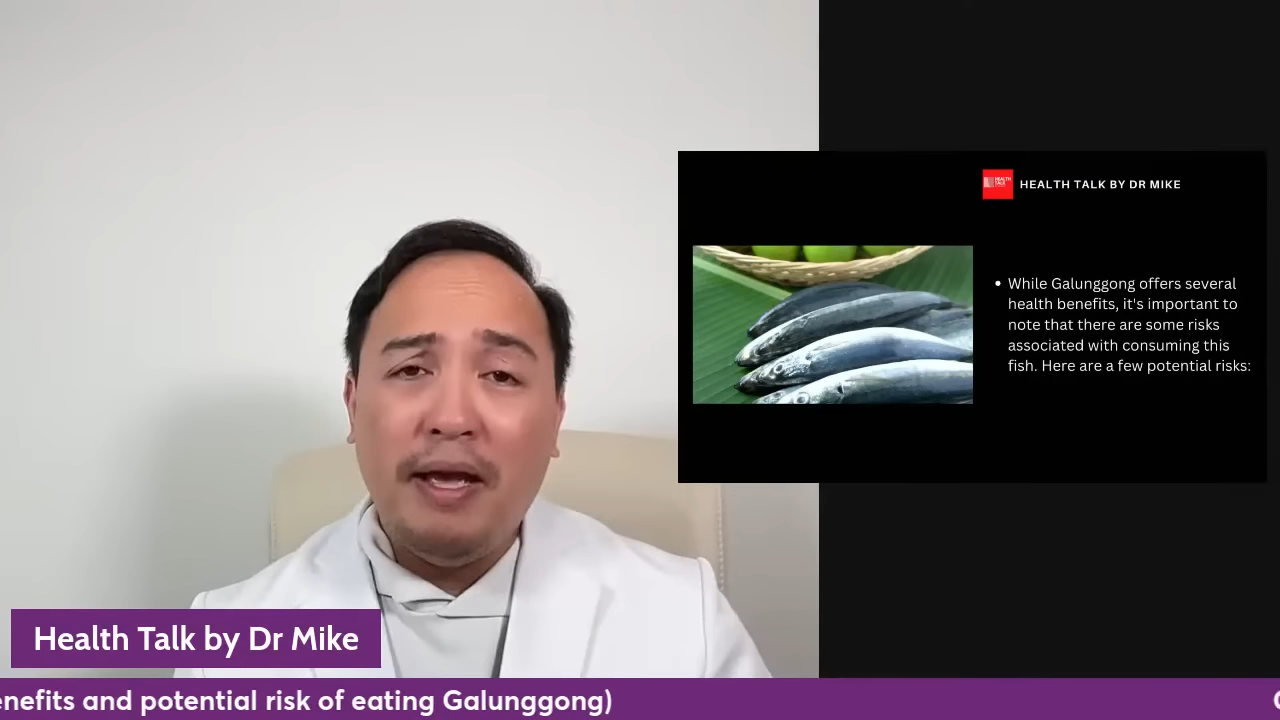 HEALTH TALK BY DR MIKE
• While Galunggong offers several
health benefits, it's important to
note that there are some risks
associated with consuming this
fish. Here are a few potential risks:
Health Talk by Dr Mike
enefits and potential risk of eating Galunggong)